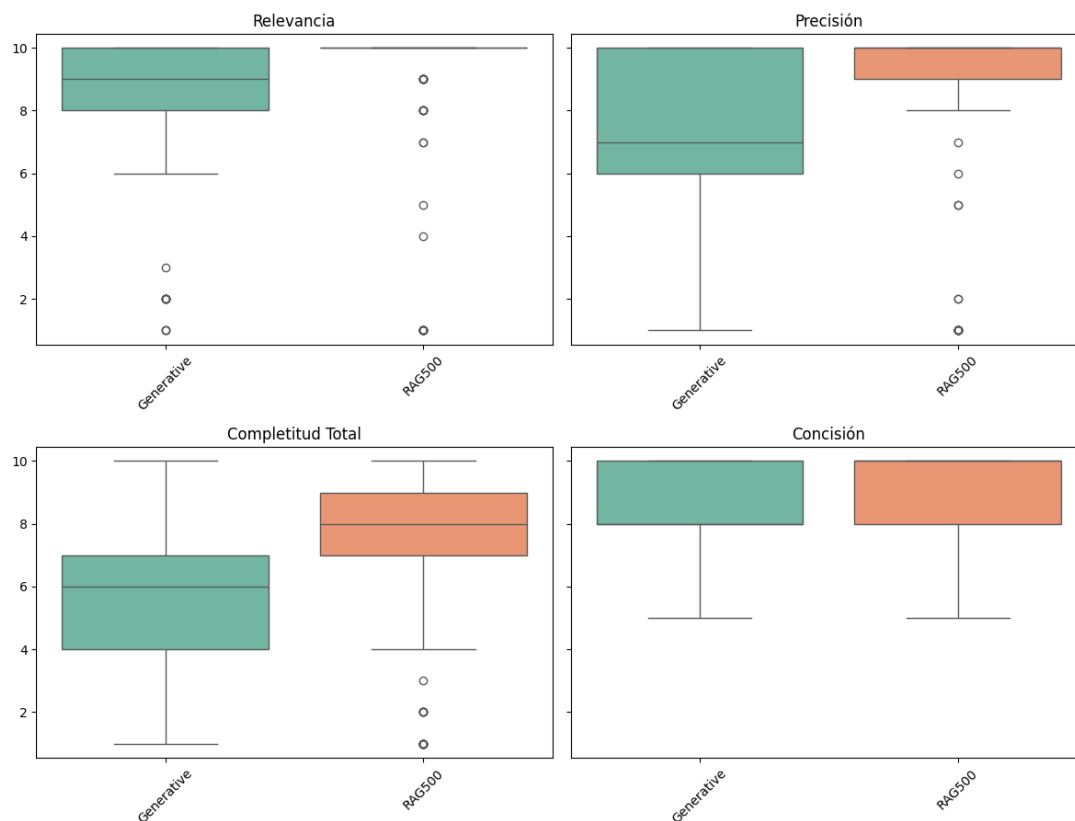 Relevancia
Precisión
10
8
6
4
2
Generative
RAG500
Generative
RAG500
Completitud Total
Concisión
10
8
6
4
2
Generative
RAG500
Generative
RAG500